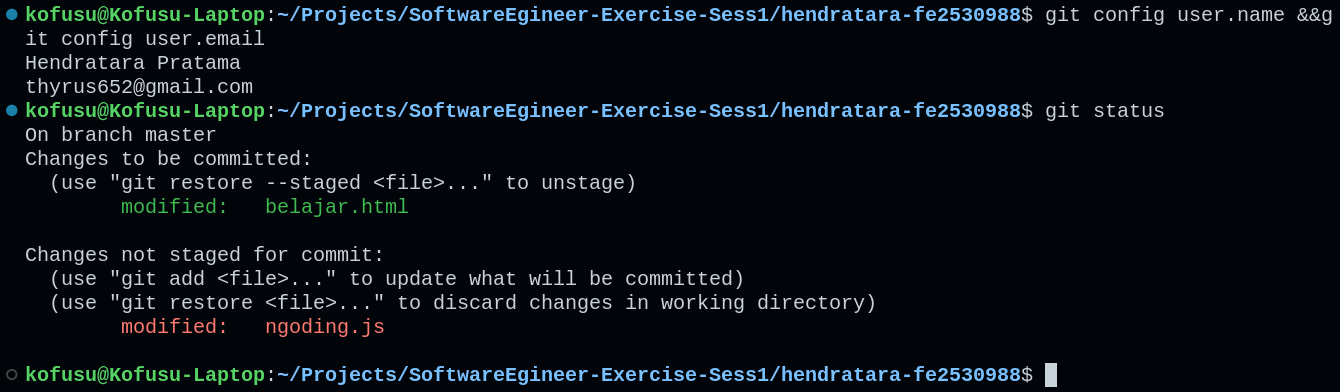 kofusu@Kofusu-Laptop:~/Projects/SoftwareEgineer-Exercise-Sess1/hendratara-fe2530988$ git config user.name &&g
it config user.email
Hendratara Pratama
thyrus652@gmail.com
kofusu@Kofusu-Laptop:~/Projects/SoftwareEgineer-Exercise-Sess1/hendratara-fe2530988$ git status
On branch master
Changes to be committed:
  (use "git restore --staged <file>..." to unstage)
        modified:   belajar.html

Changes not staged for commit:
  (use "git add <file>..." to update what will be committed)
  (use "git restore <file>..." to discard changes in working directory)
        modified:   ngoding.js

kofusu@Kofusu-Laptop:~/Projects/SoftwareEgineer-Exercise-Sess1/hendratara-fe2530988$